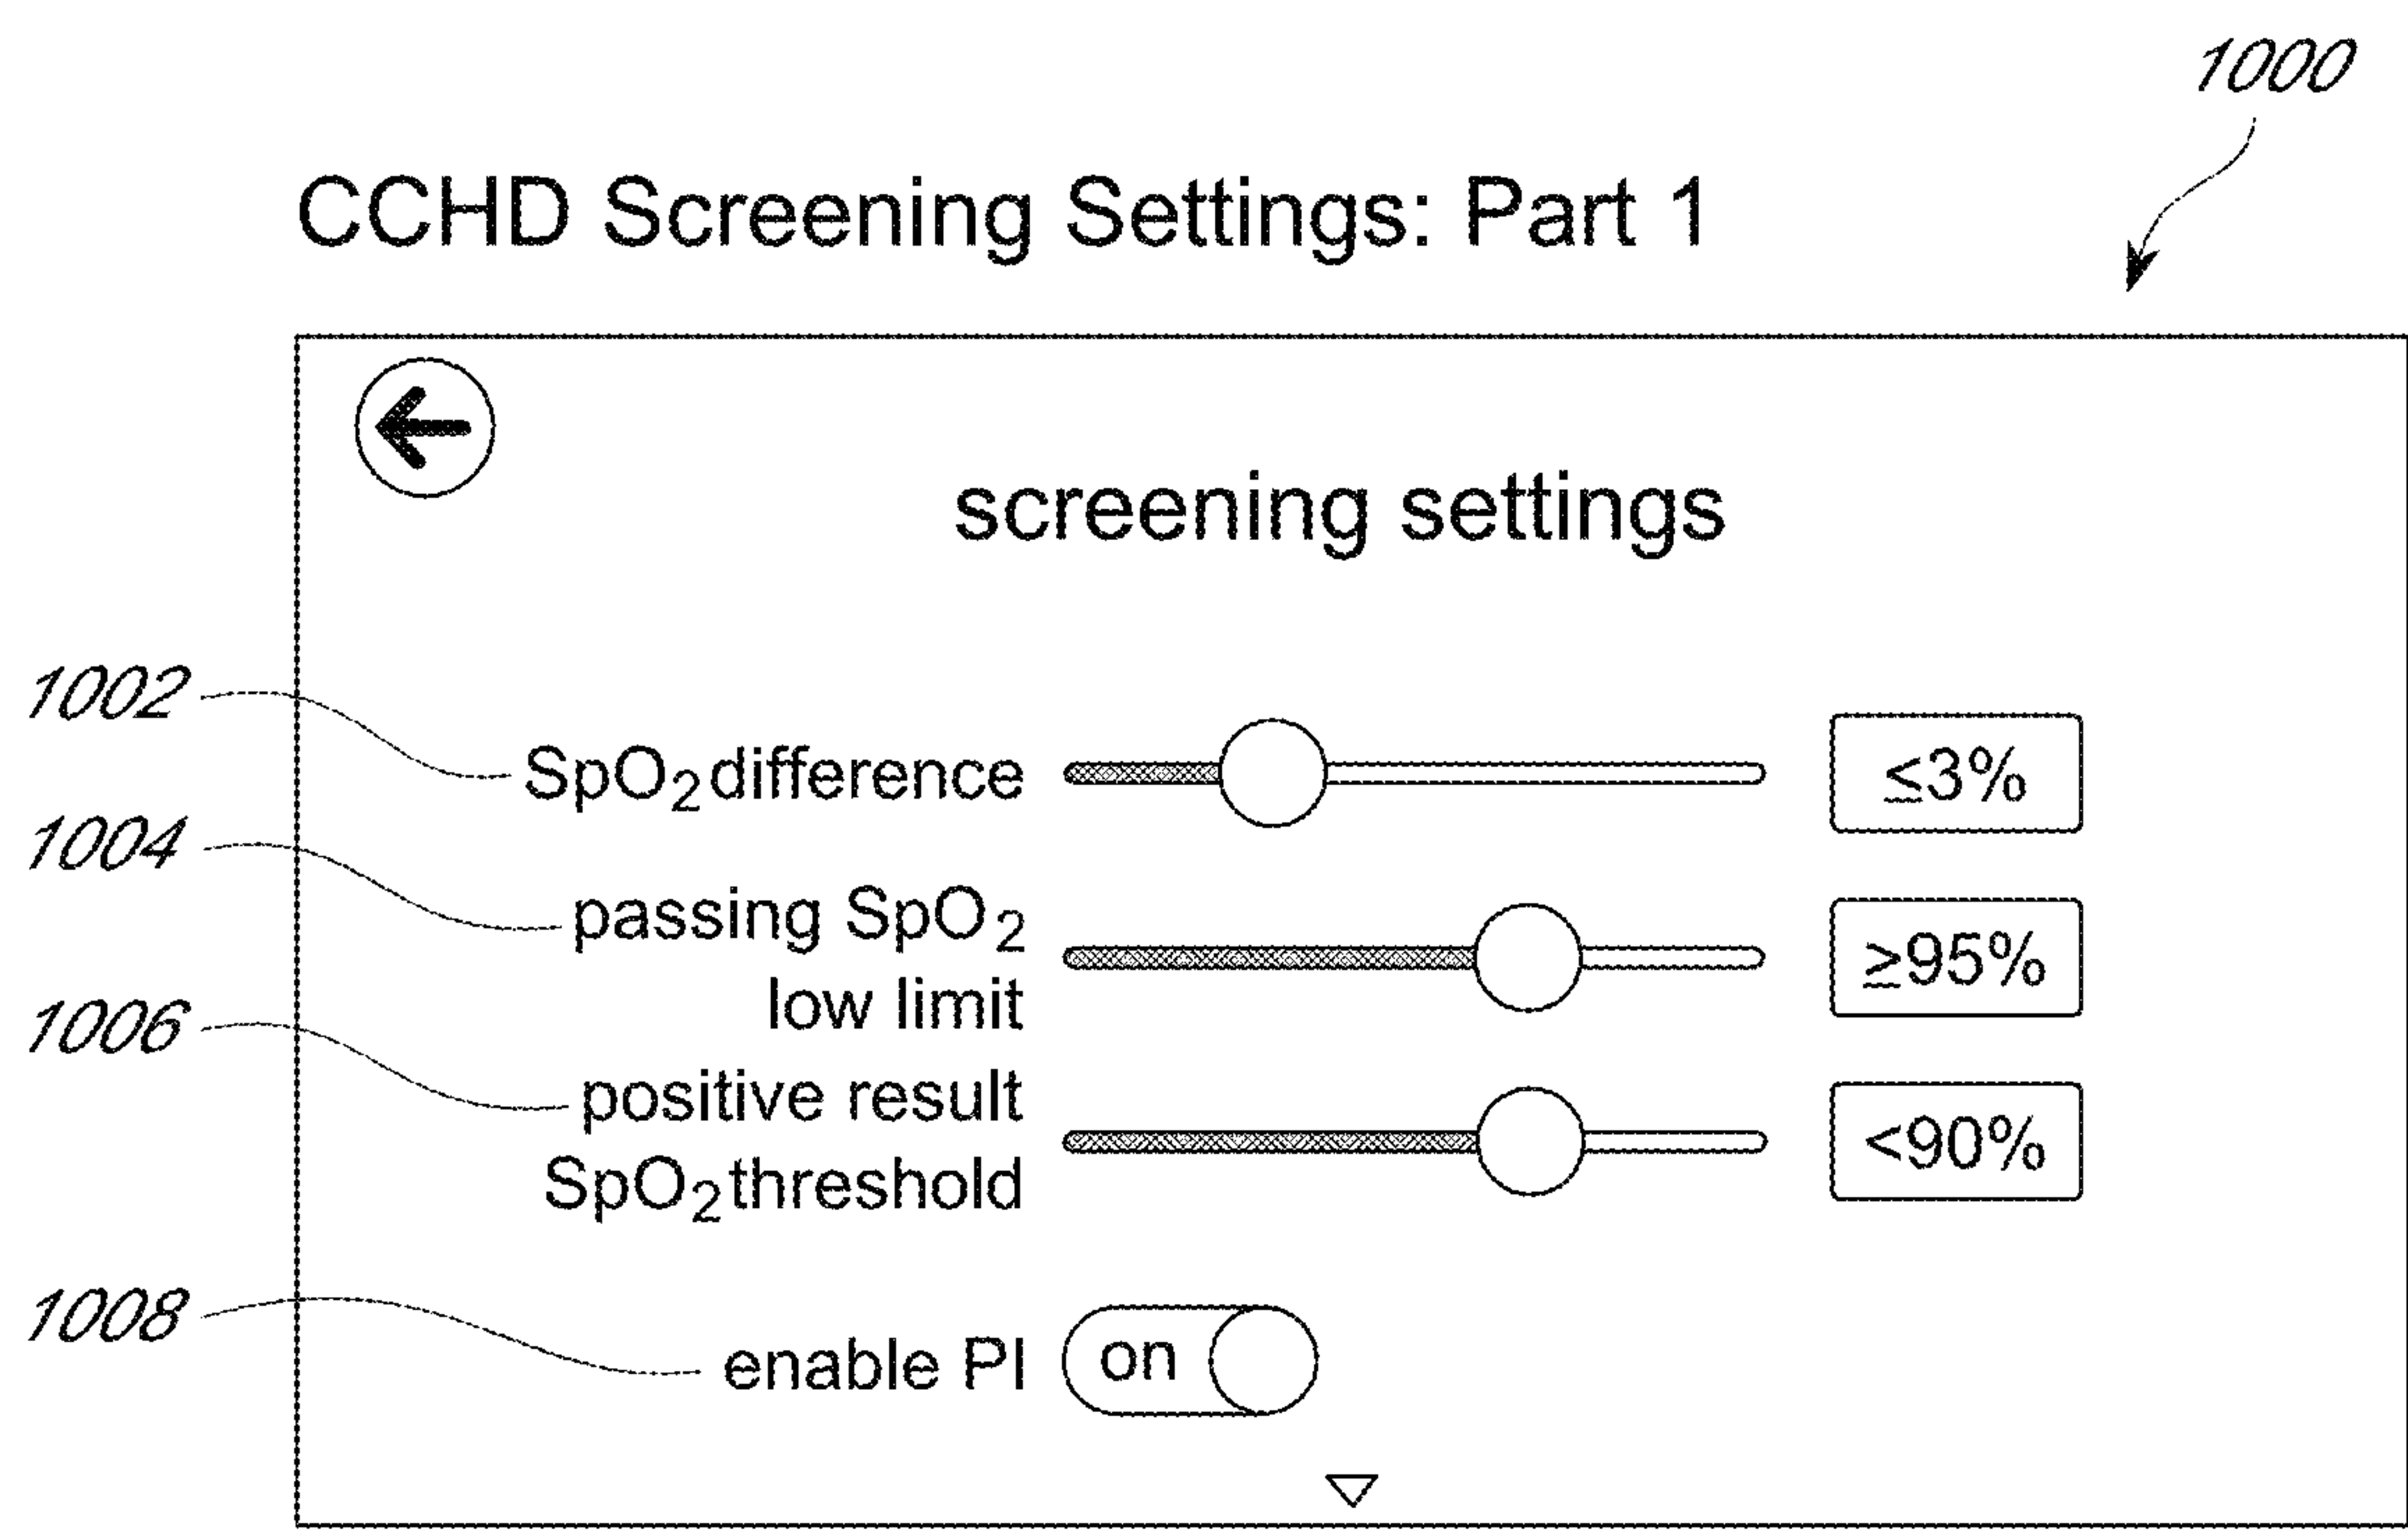 1000
CCHD Screening Settings: Part 1
screening settings
1002
SpO₂ difference
≤3%
1004
passing SpO₂
low limit
≥95%
1006
positive result
SpO₂ threshold
<90%
1008
enable PI
on